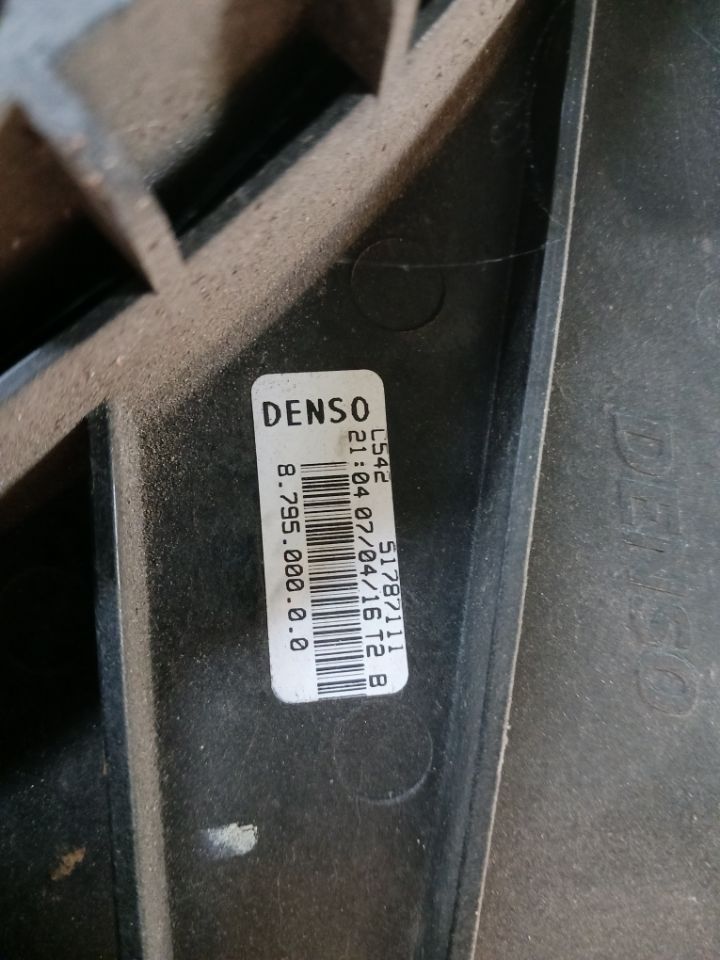 DENSO
L542 51787111
21:04 07/04/16 T2 B
8.795.000.0.0
DENSO